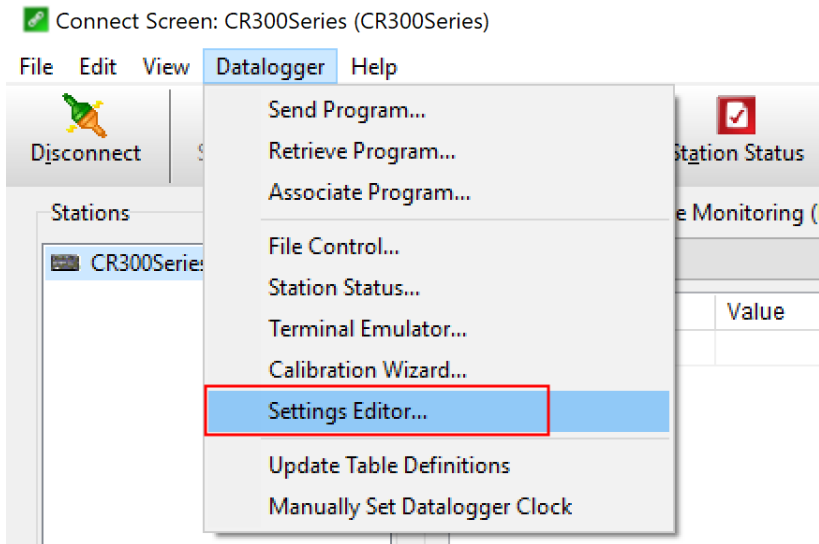 Connect Screen: CR300Series (CR300Series)
File Edit View Datalogger Help
Disconnect
Station Status
Send Program...
Retrieve Program...
Associate Program...
File Control...
Station Status...
Terminal Emulator...
Calibration Wizard...
Settings Editor...
Update Table Definitions
Manually Set Datalogger Clock
Stations
CR300Series
e Monitoring (
Value